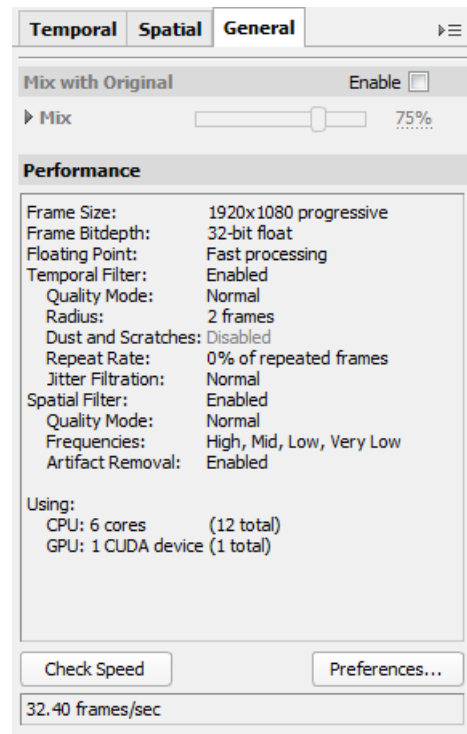 Temporal Spatial General
Mix with Original Enable
Mix 75%
Performance
Frame Size: 1920x1080 progressive
Frame Bitdepth: 32-bit float
Floating Point: Fast processing
Temporal Filter: Enabled
Quality Mode: Normal
Radius: 2 frames
Dust and Scratches: Disabled
Repeat Rate: 0% of repeated frames
Jitter Filtration: Normal
Spatial Filter: Enabled
Quality Mode: Normal
Frequencies: High, Mid, Low, Very Low
Artifact Removal: Enabled
Using:
CPU: 6 cores (12 total)
GPU: 1 CUDA device (1 total)
Check Speed Preferences...
32.40 frames/sec